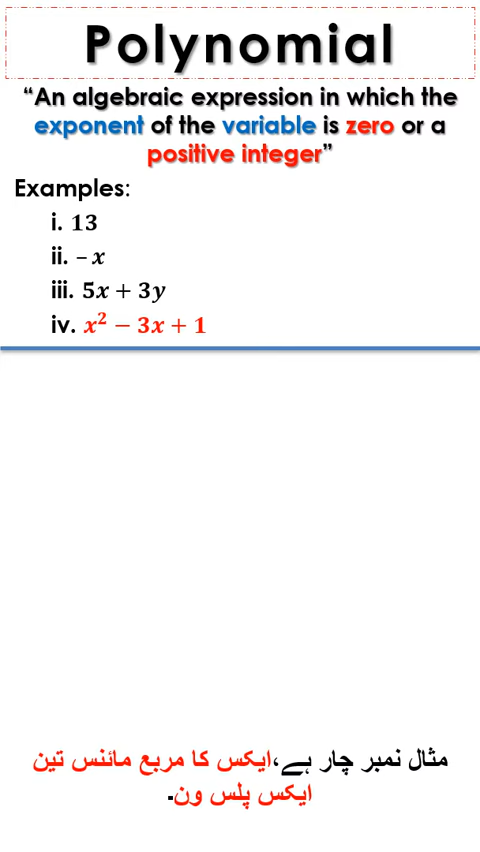 Polynomial
“An algebraic expression in which the
exponent of the variable is zero or a
positive integer”
Examples:
i. 13
ii. – x
iii. 5x + 3y
iv. x² − 3x + 1
مثال نمبر چار ہے،ایکس کا مربع مائنس تین
ایکس پلس ون۔